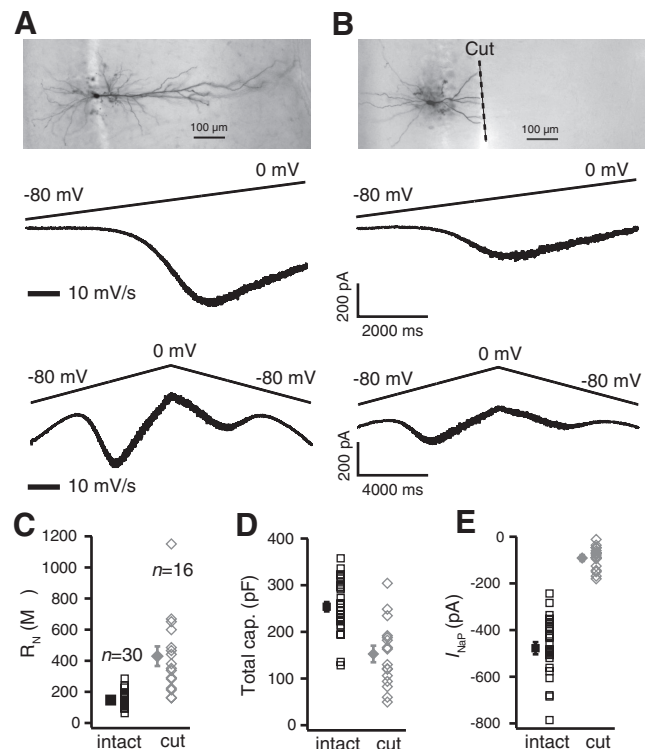 A
B
Cut
100 µm
100 µm
-80 mV
0 mV
-80 mV
0 mV
10 mV/s
200 pA
2000 ms
-80 mV
0 mV
-80 mV
-80 mV
0 mV
-80 mV
10 mV/s
200 pA
4000 ms
C
1200
1000
800
600
400
200
0
R_N (M )
n=30
n=16
intact
cut
D
400
300
200
100
0
Total cap. (pF)
intact
cut
E
0
-200
-400
-600
-800
I_NaP (pA)
intact
cut